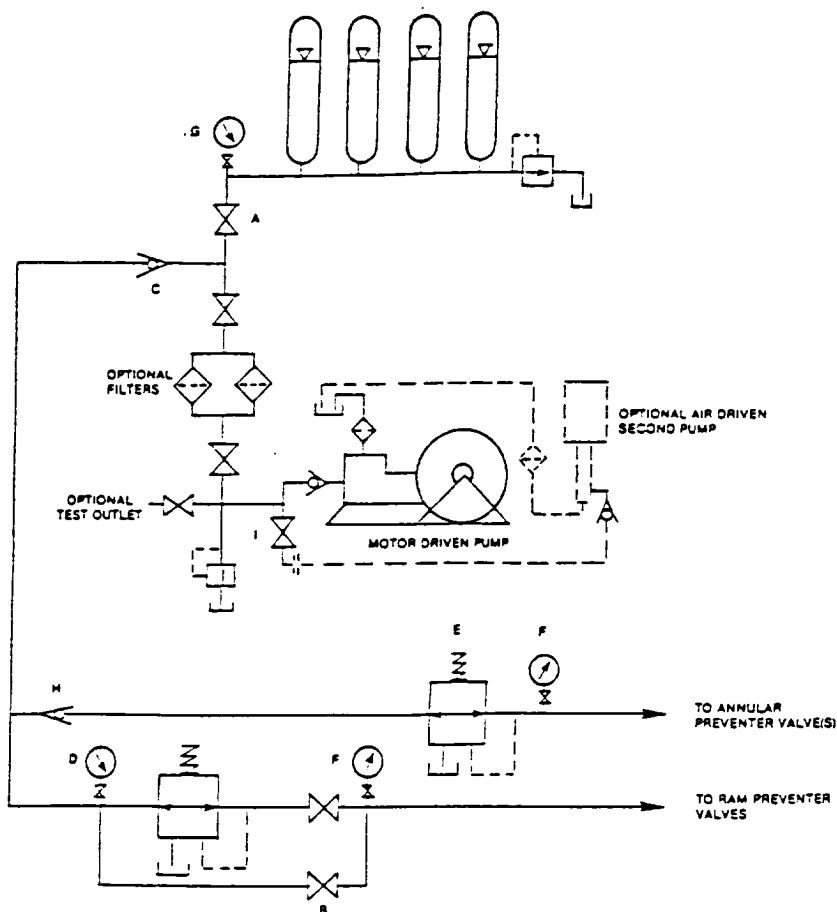 G
A
C
OPTIONAL
FILTERS
OPTIONAL AIR DRIVEN
SECOND PUMP
OPTIONAL
TEST OUTLET
I
MOTOR DRIVEN PUMP
E
F
H
TO ANNULAR
PREVENTER VALVE(S)
D
F
TO RAM PREVENTER
VALVES
B